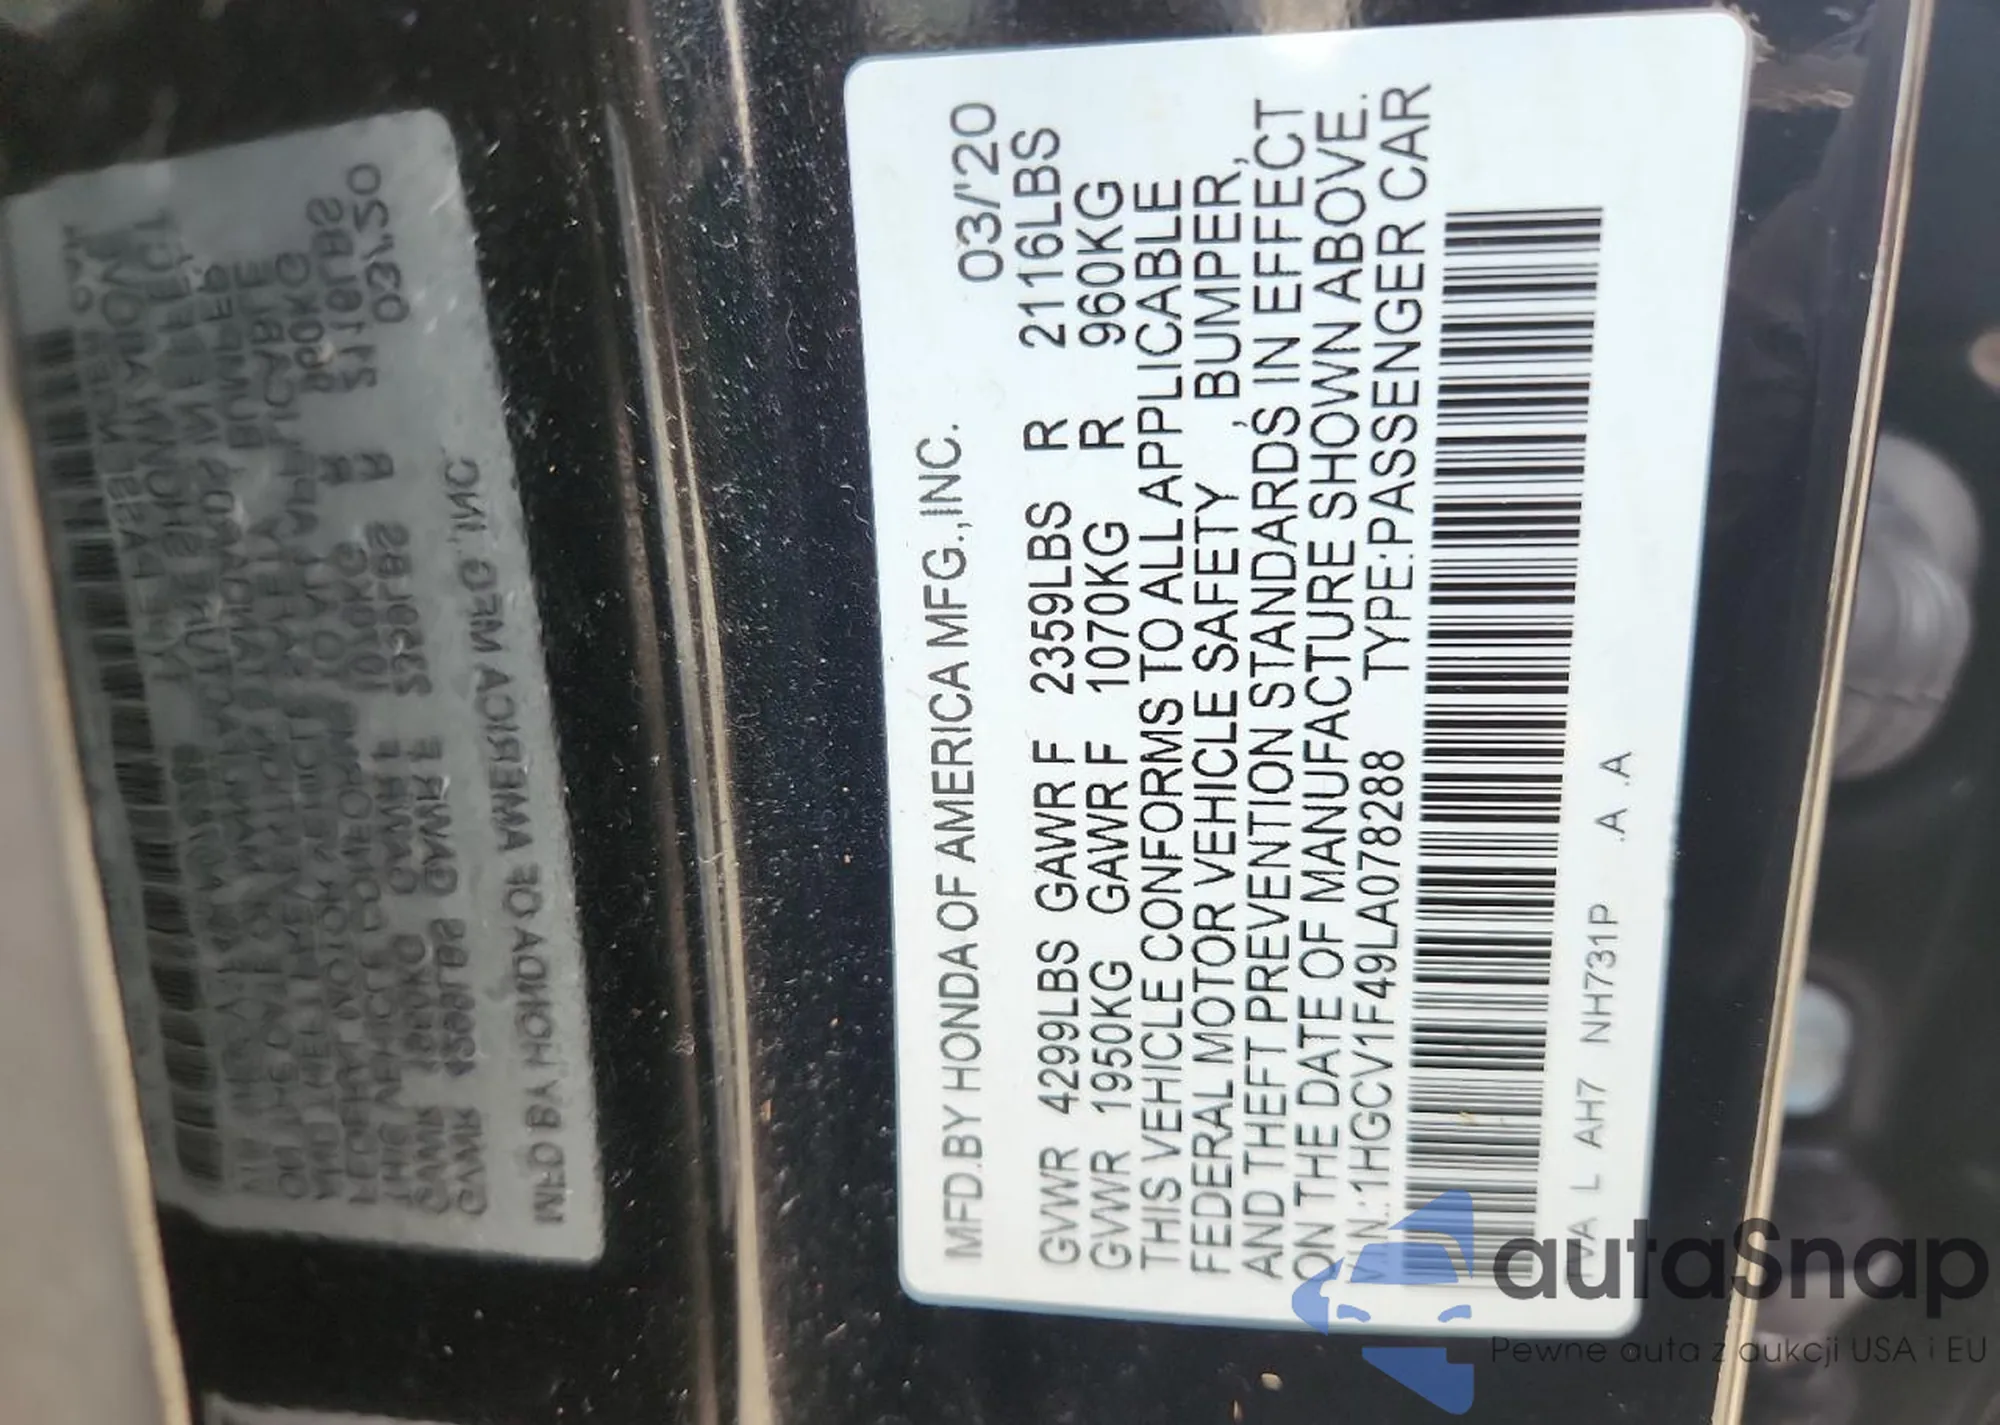 MFD.BY HONDA OF AMERICA MFG.,INC. 03/'20
GVWR 4299LBS GAWR F 2359LBS R 2116LBS
GVWR 1950KG GAWR F 1070KG R 960KG
THIS VEHICLE CONFORMS TO ALL APPLICABLE
FEDERAL MOTOR VEHICLE SAFETY , BUMPER,
AND THEFT PREVENTION STANDARDS IN EFFECT
ON THE DATE OF MANUFACTURE SHOWN ABOVE.
V.I.N.:1HGCV1F49LA078288 TYPE:PASSENGER CAR
TVA L AH7 NH731P .A .A
autaSnap
Pewne auta z aukcji USA i EU